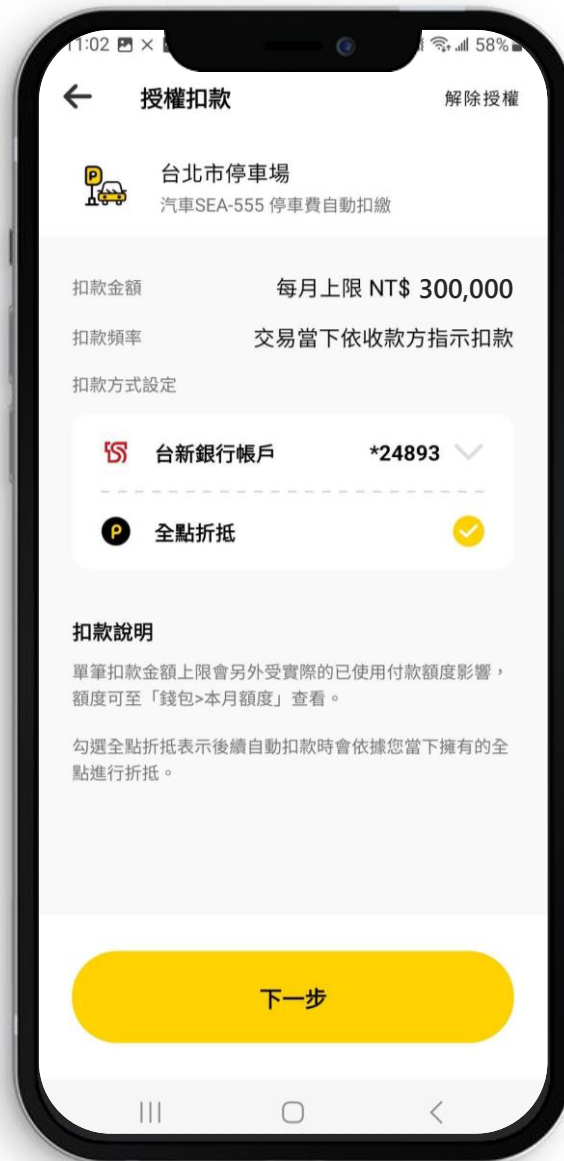 11:02 58%
授權扣款 解除授權
P
台北市停車場
汽車SEA-555 停車費自動扣繳
扣款金額 每月上限 NT$ 300,000
扣款頻率 交易當下依收款方指示扣款
扣款方式設定
台新銀行帳戶 *24893
P 全點折抵
扣款說明
單筆扣款金額上限會另外受實際的已使用付款額度影響，
額度可至「錢包>本月額度」查看。
勾選全點折抵表示後續自動扣款時會依據您當下擁有的全
點進行折抵。
下一步